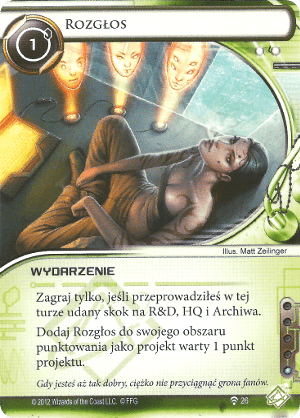 Rozgłos
1
Illus. Matt Zeilinger
WYDARZENIE
Zagraj tylko, jeśli przeprowadziłeś w tej
turze udany skok na R&D, HQ i Archiwa.
Dodaj Rozgłos do swojego obszaru
punktowania jako projekt warty 1 punkt
projektu.
Gdy jesteś aż tak dobry, ciężko nie przyciągnąć grona fanów.
©2012 Wizards of the Coast LLC. © FFG 26